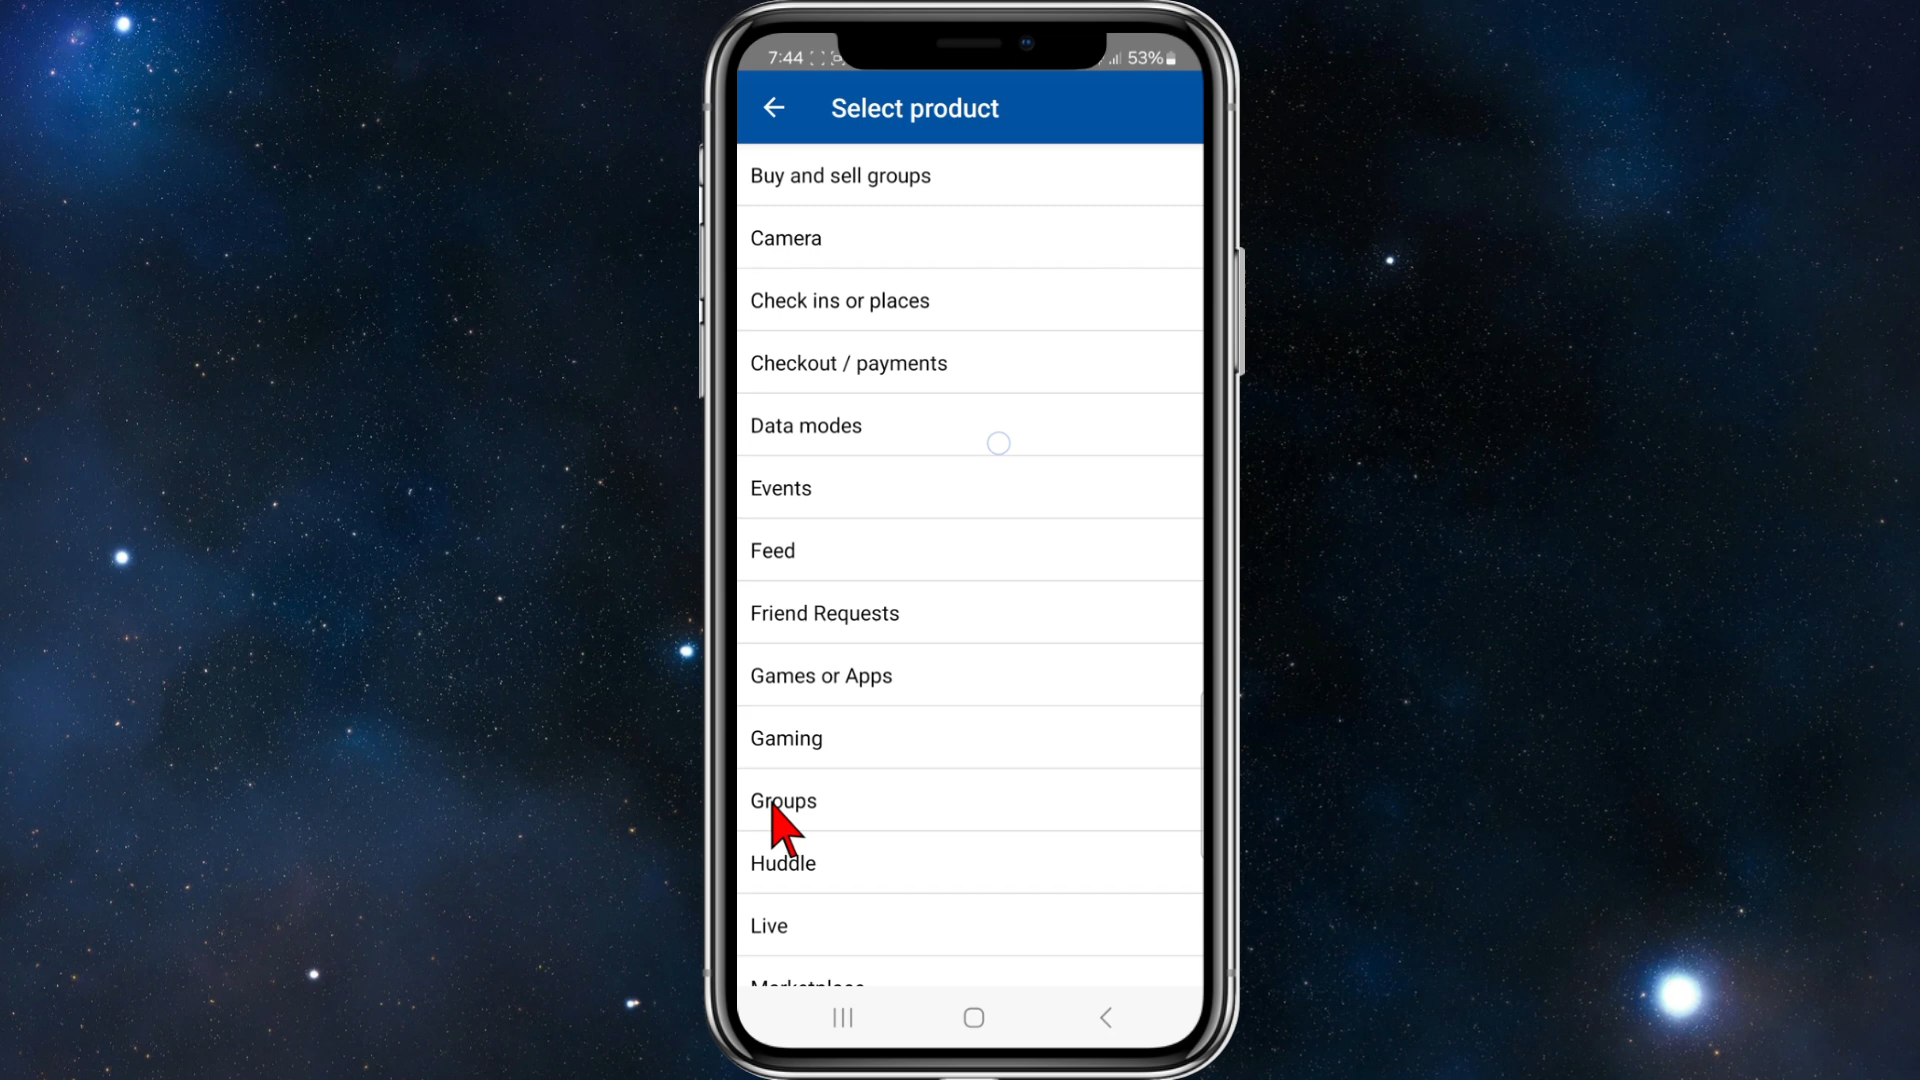 7:44
53%
Select product
Buy and sell groups
Camera
Check ins or places
Checkout / payments
Data modes
Events
Feed
Friend Requests
Games or Apps
Gaming
Groups
Huddle
Live
Marketplace